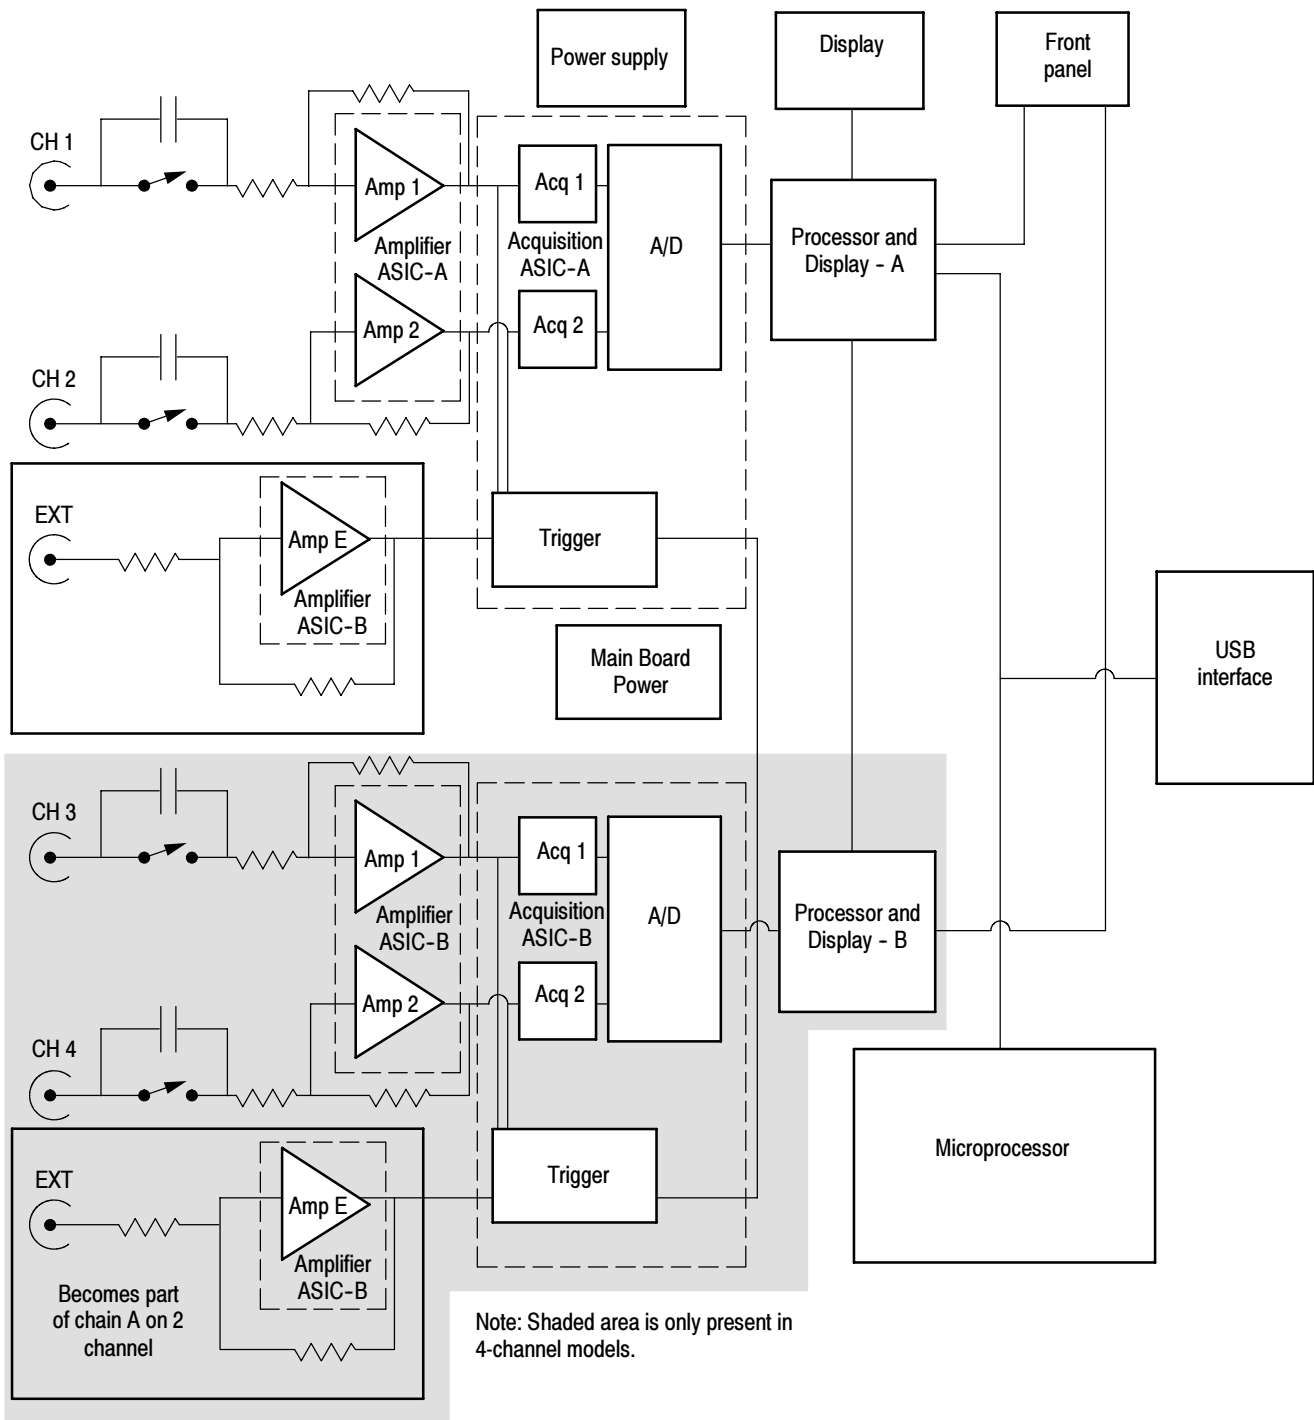 Power supply
Display
Front
panel
CH 1
Amp 1
Acq 1
Amplifier
ASIC-A
Acquisition
ASIC-A
A/D
Processor and
Display - A
Amp 2
Acq 2
CH 2
EXT
Amp E
Amplifier
ASIC-B
Trigger
Main Board
Power
USB
interface
CH 3
Amp 1
Acq 1
Amplifier
ASIC-B
Acquisition
ASIC-B
A/D
Processor and
Display - B
Amp 2
Acq 2
CH 4
Microprocessor
EXT
Amp E
Trigger
Amplifier
ASIC-B
Becomes part
of chain A on 2
channel
Note: Shaded area is only present in
4-channel models.